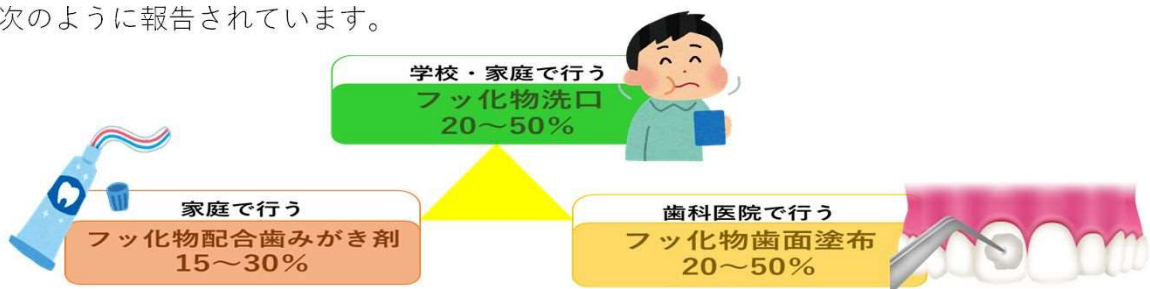 次のように報告されています。
学校・家庭で行う
フッ化物洗口
20～50%
家庭で行う
フッ化物配合歯みがき剤
15～30%
歯科医院で行う
フッ化物歯面塗布
20～50%